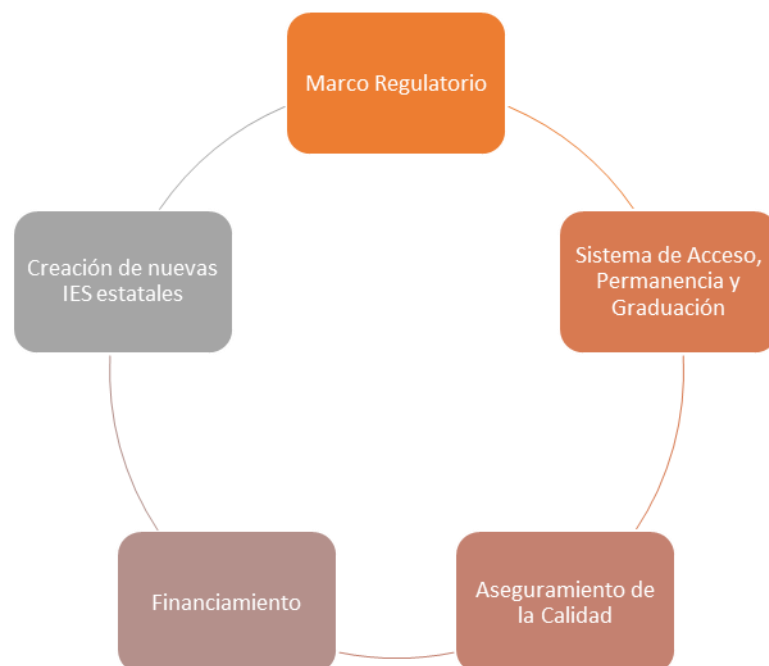 Marco Regulatorio
Sistema de Acceso,
Permanencia y
Graduación
Aseguramiento de
la Calidad
Financiamiento
Creación de nuevas
IES estatales